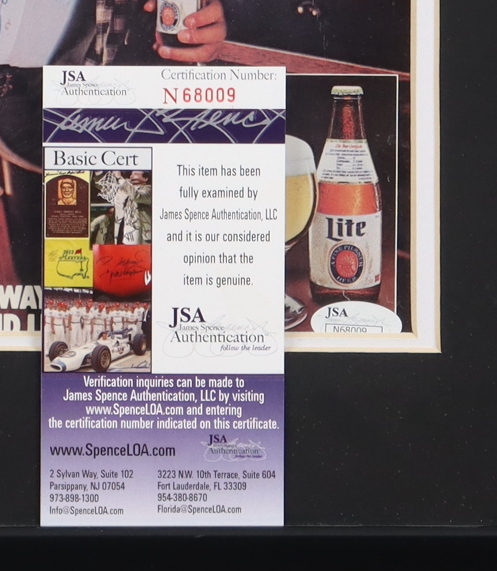 JSA
James Spence
Authentication
Certification Number:
N68009
James Spence
Basic Cert
This item has been
fully examined by
James Spence Authentication, LLC
and it is our considered
opinion that the
item is genuine.
JSA
James Spence
Authentication
follow the leader
Verification inquiries can be made to
James Spence Authentication, LLC by visiting
www.SpenceLOA.com and entering
the certification number indicated on this certificate.
www.SpenceLOA.com
JSA
Authentication
2 Sylvan Way, Suite 102
Parsippany, NJ 07054
973-898-1300
Info@SpenceLOA.com
3223 N.W. 10th Terrace, Suite 604
Fort Lauderdale, FL 33309
954-380-8670
Florida@SpenceLOA.com
Lite
JSA
N68009